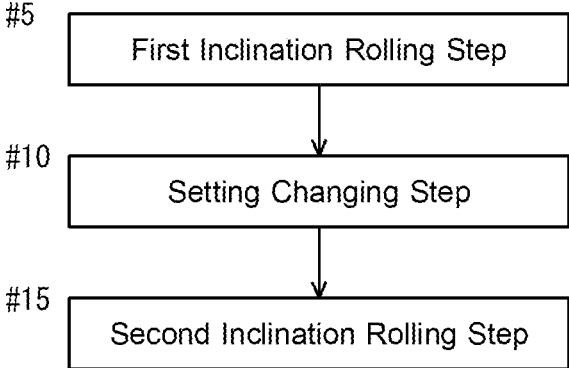 #5
First Inclination Rolling Step
#10
Setting Changing Step
#15
Second Inclination Rolling Step